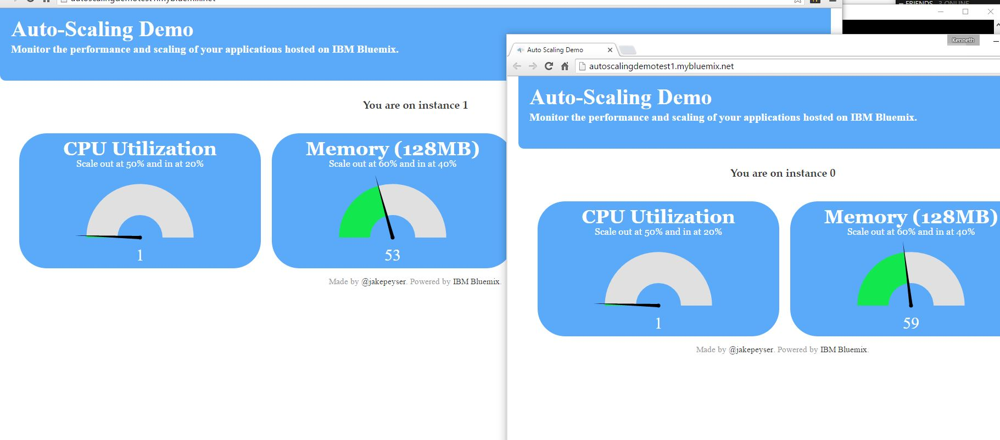 FRIENDS 3 ONLINE
autoscalingdemotest1.mybluemix.net
Auto-Scaling Demo
Monitor the performance and scaling of your applications hosted on IBM Bluemix.
You are on instance 1
CPU Utilization
Scale out at 50% and in at 20%
1
Memory (128MB)
Scale out at 60% and in at 40%
53
Made by @jakepeyser. Powered by IBM Bluemix.
Kenneth
Auto Scaling Demo
autoscalingdemotest1.mybluemix.net
Auto-Scaling Demo
Monitor the performance and scaling of your applications hosted on IBM Bluemix.
You are on instance 0
CPU Utilization
Scale out at 50% and in at 20%
1
Memory (128MB)
Scale out at 60% and in at 40%
59
Made by @jakepeyser. Powered by IBM Bluemix.